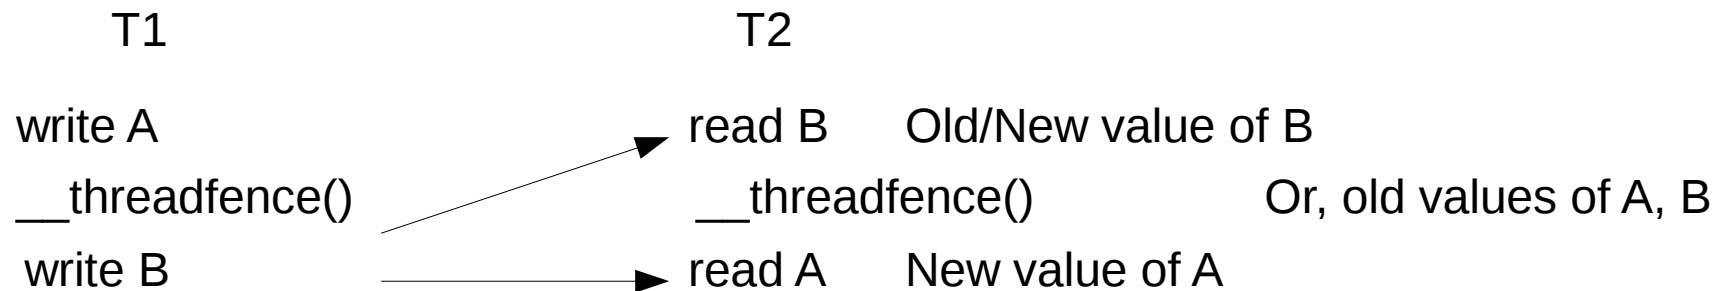 T1 T2
write A read B Old/New value of B
__threadfence() __threadfence() Or, old values of A, B
write B read A New value of A